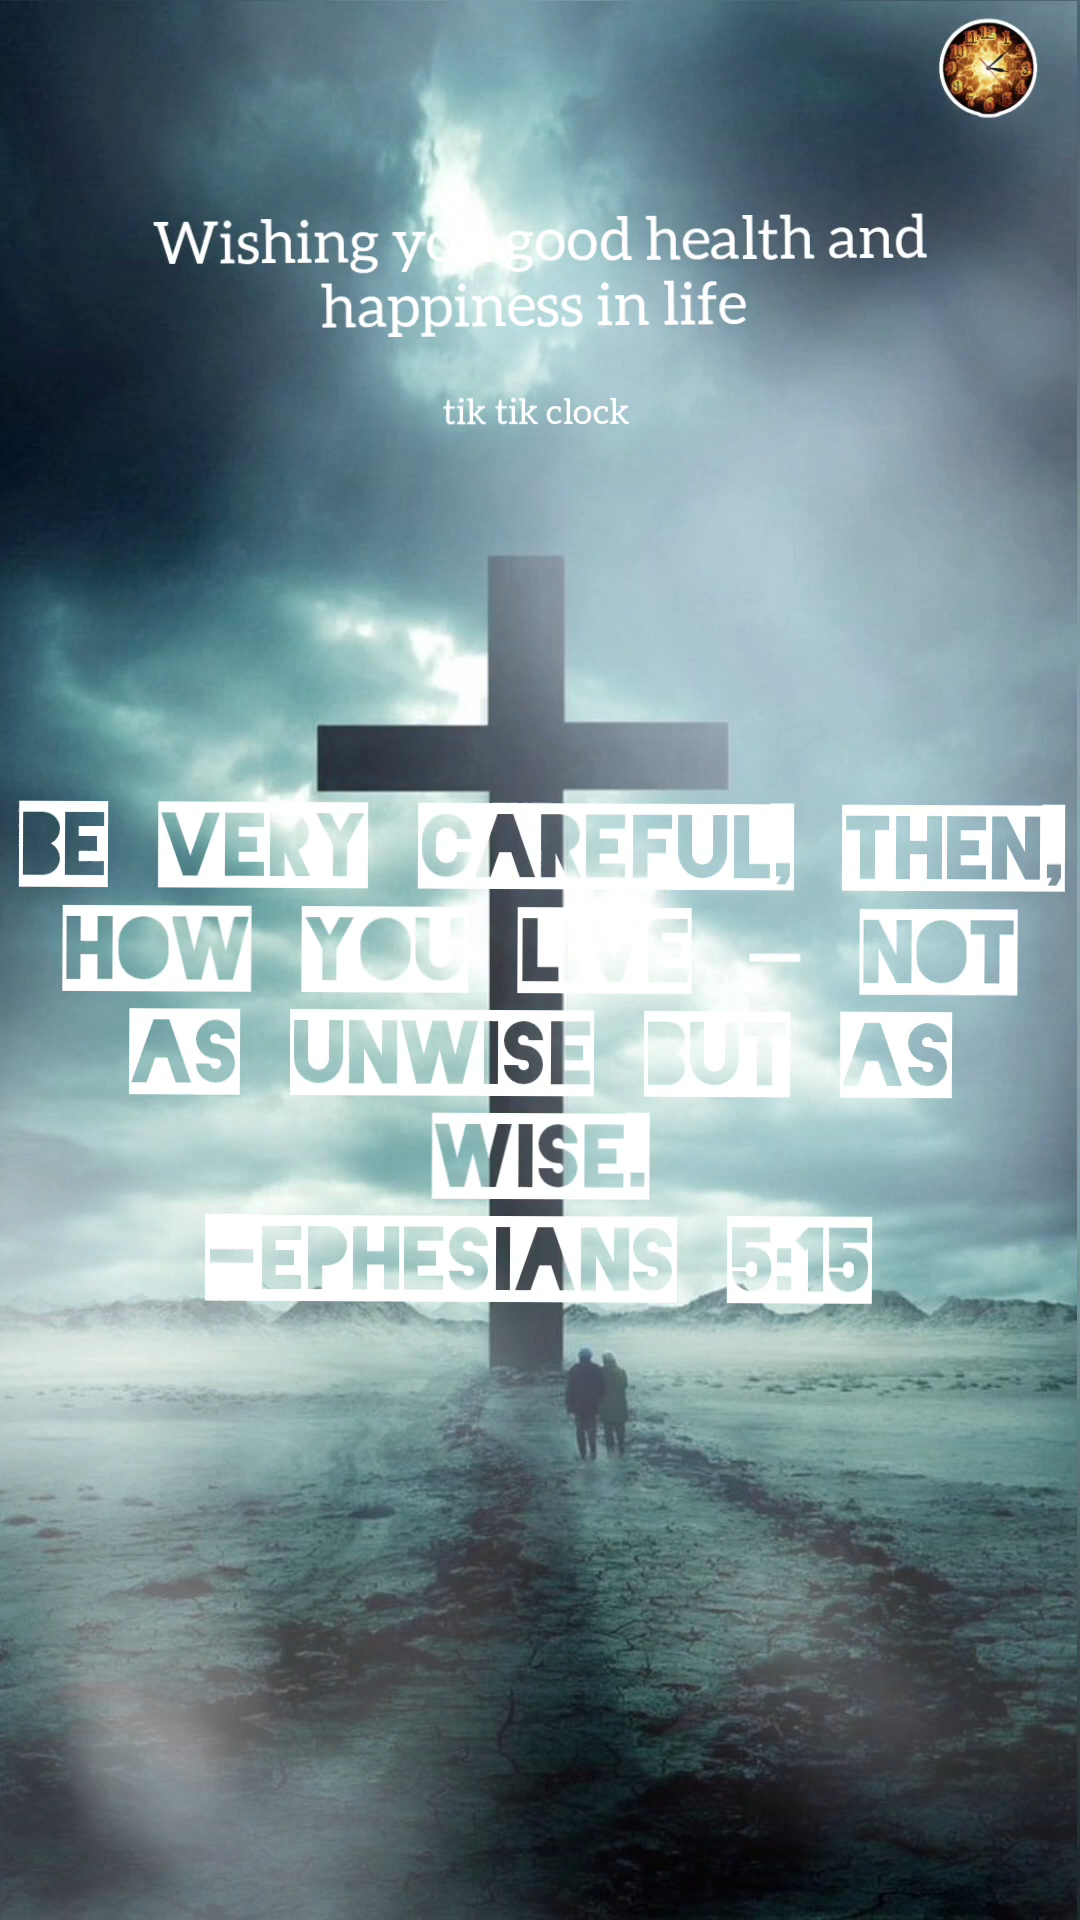 Wishing you good health and
happiness in life
tik tik clock
BE VERY CAREFUL, THEN,
HOW YOU LIVE – NOT
AS UNWISE BUT AS
WISE.
–EPHESIANS 5:15